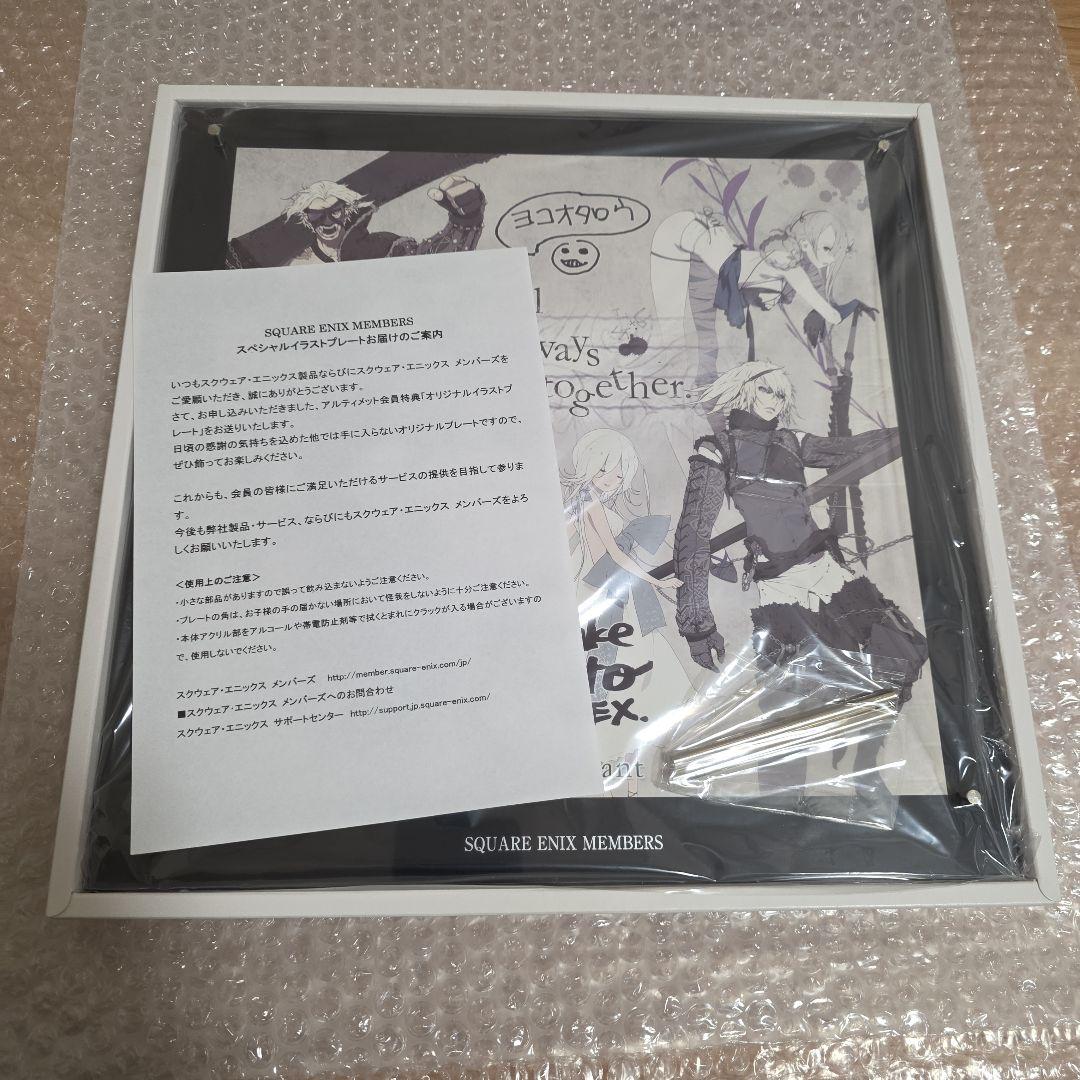 ヨコオタロウ
ways
together.
SQUARE ENIX MEMBERS
スペシャルイラストプレートお届けのご案内
いつもスクウェア・エニックス製品ならびにスクウェア・エニックス メンバーズを
ご愛顧いただき、誠にありがとうございます。
さて、お申し込みいただきました、アルティメット会員特典「オリジナルイラストプ
レート」をお送りいたします。
日頃の感謝の気持ちを込めた他では手に入らないオリジナルプレートですので、
ぜひ飾ってお楽しみください。
これからも、会員の皆様にご満足いただけるサービスの提供を目指して参りま
す。
今後も弊社製品・サービス、ならびにもスクウェア・エニックス メンバーズをよろ
しくお願いいたします。
＜使用上のご注意＞
・小さな部品がありますので誤って飲み込まないようご注意ください。
・プレートの角は、お子様の手の届かない場所において怪我をしないように十分ご注意ください。
・本体アクリル部をアルコールや帯電防止剤等で拭くとまれにクラックが入る場合がございますの
で、使用しないでください。
スクウェア・エニックス メンバーズ http://member.square-enix.com/jp/
■スクウェア・エニックス メンバーズへのお問合わせ
スクウェア・エニックス サポートセンター http://support.jp.square-enix.com/
ke
to
EX.
ant
SQUARE ENIX MEMBERS